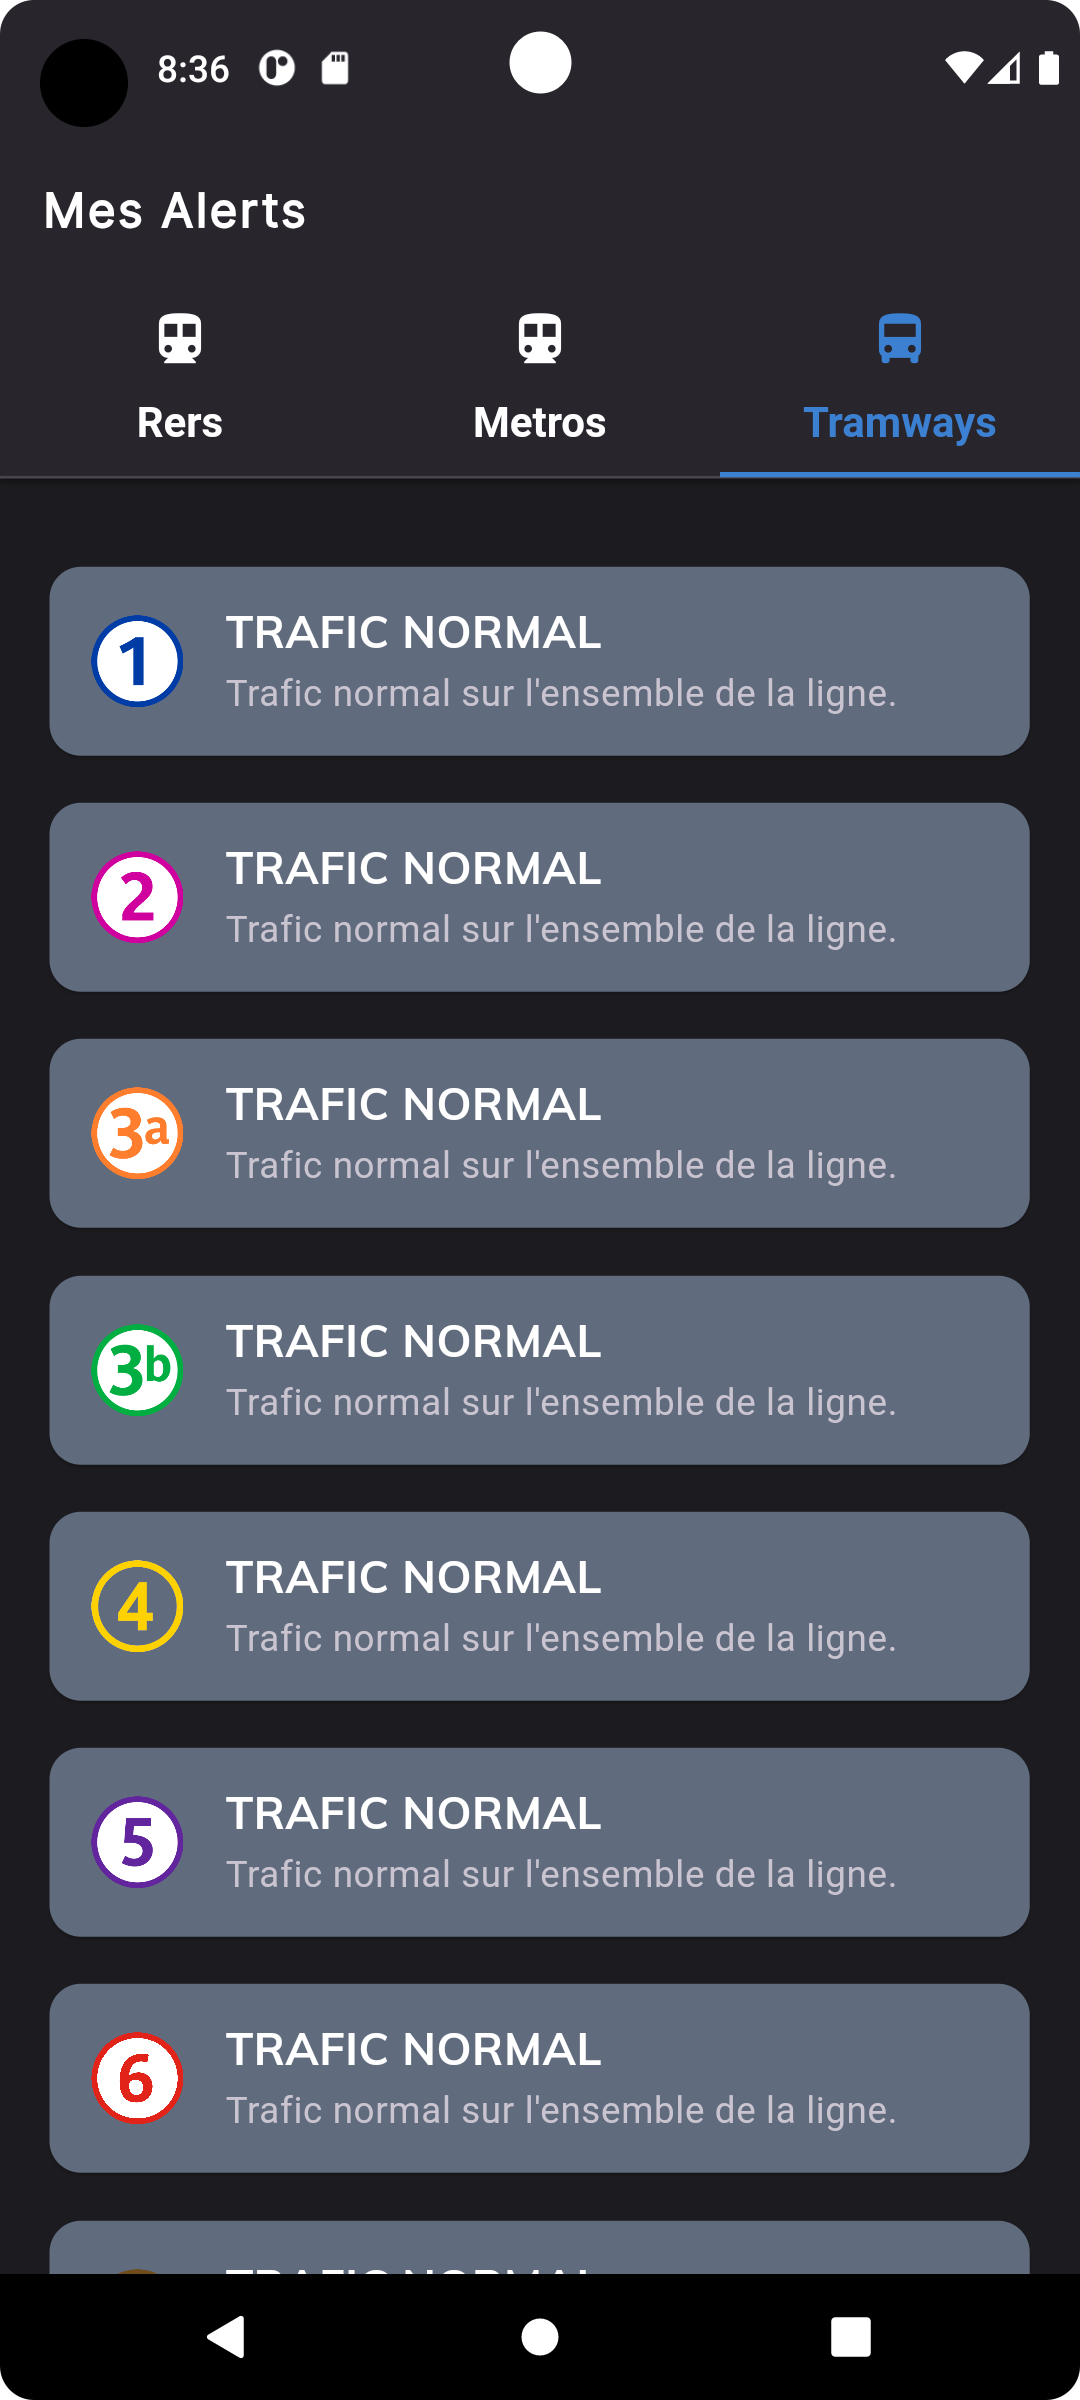 8:36
Mes Alerts
Rers Metros Tramways
1 TRAFIC NORMAL
Trafic normal sur l'ensemble de la ligne.
2 TRAFIC NORMAL
Trafic normal sur l'ensemble de la ligne.
3a TRAFIC NORMAL
Trafic normal sur l'ensemble de la ligne.
3b TRAFIC NORMAL
Trafic normal sur l'ensemble de la ligne.
4 TRAFIC NORMAL
Trafic normal sur l'ensemble de la ligne.
5 TRAFIC NORMAL
Trafic normal sur l'ensemble de la ligne.
6 TRAFIC NORMAL
Trafic normal sur l'ensemble de la ligne.